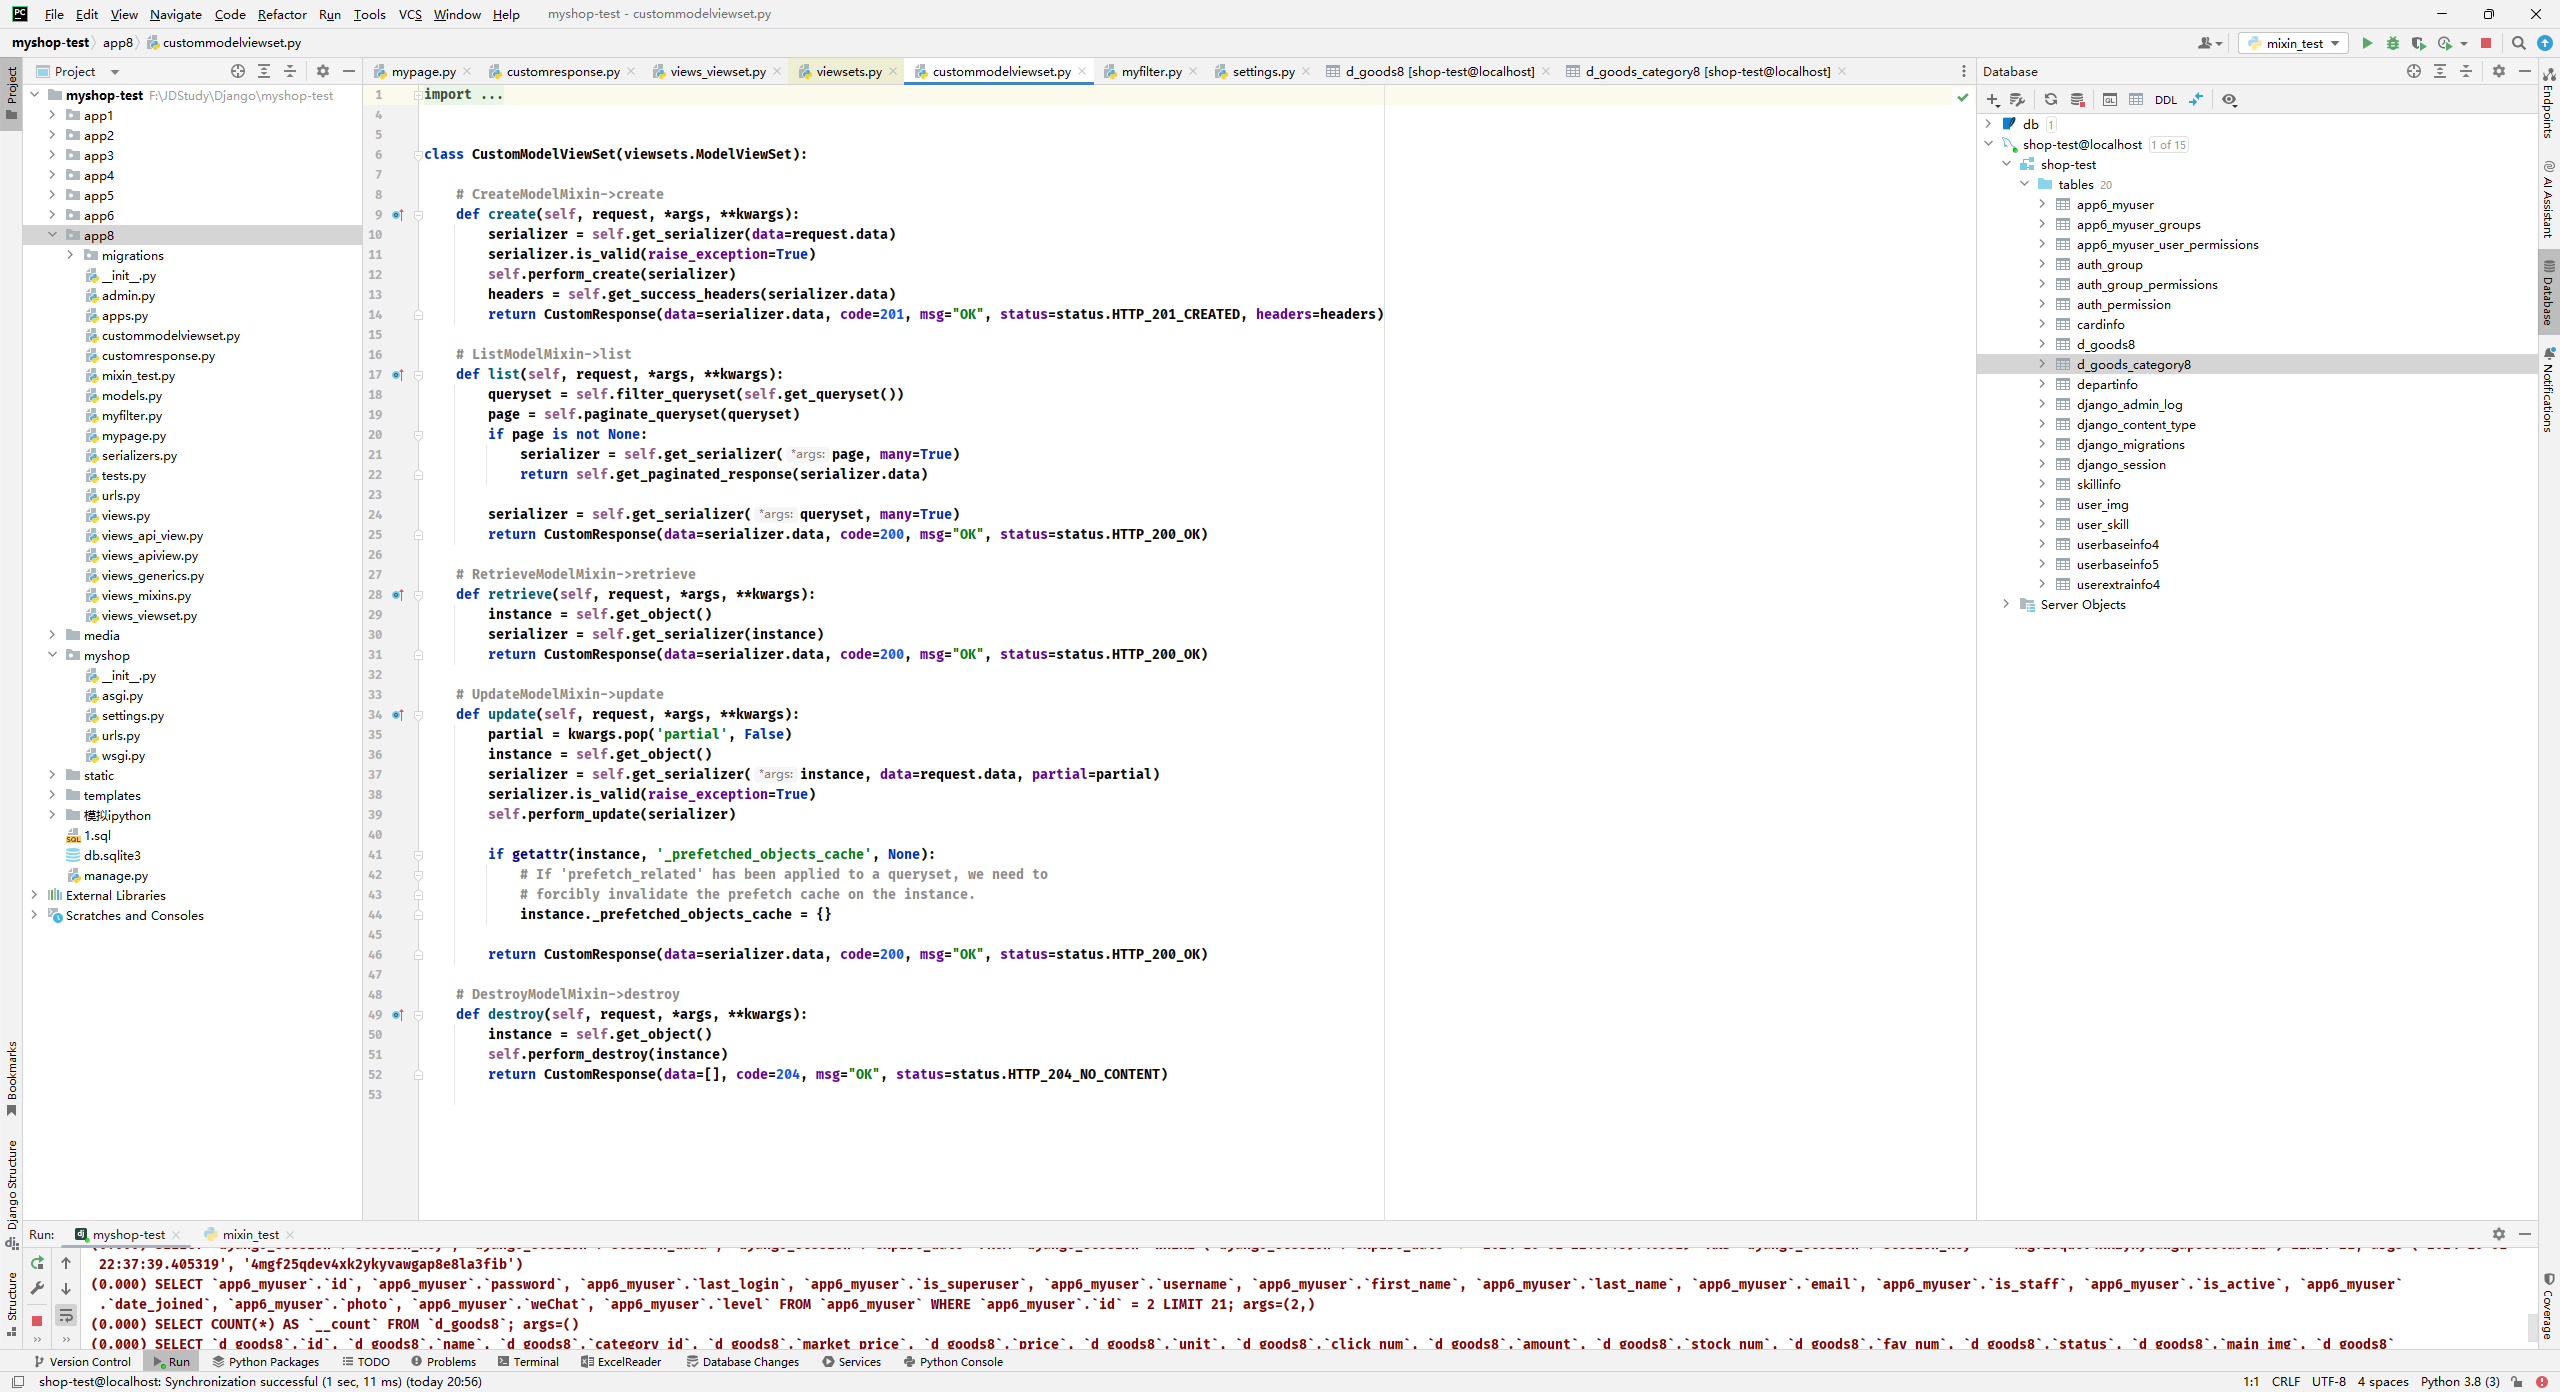 File Edit View Navigate Code Refactor Run Tools VCS Window Help myshop-test - custommodelviewset.py
myshop-test app8 custommodelviewset.py
mixin_test
Project
mypage.py customresponse.py views_viewset.py viewsets.py custommodelviewset.py myfilter.py settings.py d_goods8 [shop-test@localhost] d_goods_category8 [shop-test@localhost]
Database
Project
myshop-test F:\JDStudy\Django\myshop-test
app1
app2
app3
app4
app5
app6
app8
migrations
__init__.py
admin.py
apps.py
custommodelviewset.py
customresponse.py
mixin_test.py
models.py
myfilter.py
mypage.py
serializers.py
tests.py
urls.py
views.py
views_api_view.py
views_apiview.py
views_generics.py
views_mixins.py
views_viewset.py
media
myshop
__init__.py
asgi.py
settings.py
urls.py
wsgi.py
static
templates
模拟ipython
1.sql
db.sqlite3
manage.py
External Libraries
Scratches and Consoles
Bookmarks
Django Structure
Structure
1 import ...
4
5
6 class CustomModelViewSet(viewsets.ModelViewSet):
7
8 # CreateModelMixin->create
9 def create(self, request, *args, **kwargs):
10 serializer = self.get_serializer(data=request.data)
11 serializer.is_valid(raise_exception=True)
12 self.perform_create(serializer)
13 headers = self.get_success_headers(serializer.data)
14 return CustomResponse(data=serializer.data, code=201, msg="OK", status=status.HTTP_201_CREATED, headers=headers)
15
16 # ListModelMixin->list
17 def list(self, request, *args, **kwargs):
18 queryset = self.filter_queryset(self.get_queryset())
19 page = self.paginate_queryset(queryset)
20 if page is not None:
21 serializer = self.get_serializer( *args: page, many=True)
22 return self.get_paginated_response(serializer.data)
23
24 serializer = self.get_serializer( *args: queryset, many=True)
25 return CustomResponse(data=serializer.data, code=200, msg="OK", status=status.HTTP_200_OK)
26
27 # RetrieveModelMixin->retrieve
28 def retrieve(self, request, *args, **kwargs):
29 instance = self.get_object()
30 serializer = self.get_serializer(instance)
31 return CustomResponse(data=serializer.data, code=200, msg="OK", status=status.HTTP_200_OK)
32
33 # UpdateModelMixin->update
34 def update(self, request, *args, **kwargs):
35 partial = kwargs.pop('partial', False)
36 instance = self.get_object()
37 serializer = self.get_serializer( *args: instance, data=request.data, partial=partial)
38 serializer.is_valid(raise_exception=True)
39 self.perform_update(serializer)
40
41 if getattr(instance, '_prefetched_objects_cache', None):
42 # If 'prefetch_related' has been applied to a queryset, we need to
43 # forcibly invalidate the prefetch cache on the instance.
44 instance._prefetched_objects_cache = {}
45
46 return CustomResponse(data=serializer.data, code=200, msg="OK", status=status.HTTP_200_OK)
47
48 # DestroyModelMixin->destroy
49 def destroy(self, request, *args, **kwargs):
50 instance = self.get_object()
51 self.perform_destroy(instance)
52 return CustomResponse(data=[], code=204, msg="OK", status=status.HTTP_204_NO_CONTENT)
53
DDL
db 1
shop-test@localhost 1 of 15
shop-test
tables 20
app6_myuser
app6_myuser_groups
app6_myuser_user_permissions
auth_group
auth_group_permissions
auth_permission
cardinfo
d_goods8
d_goods_category8
departinfo
django_admin_log
django_content_type
django_migrations
django_session
skillinfo
user_img
user_skill
userbaseinfo4
userbaseinfo5
userextrainfo4
Server Objects
Endpoints
AI Assistant
Database
Notifications
Coverage
Run: myshop-test mixin_test
22:37:39.405319', '4mgf25qdev4xk2ykyvawgap8e8la3fib')
(0.000) SELECT `app6_myuser`.`id`, `app6_myuser`.`password`, `app6_myuser`.`last_login`, `app6_myuser`.`is_superuser`, `app6_myuser`.`username`, `app6_myuser`.`first_name`, `app6_myuser`.`last_name`, `app6_myuser`.`email`, `app6_myuser`.`is_staff`, `app6_myuser`.`is_active`, `app6_myuser`
.`date_joined`, `app6_myuser`.`photo`, `app6_myuser`.`weChat`, `app6_myuser`.`level` FROM `app6_myuser` WHERE `app6_myuser`.`id` = 2 LIMIT 21; args=(2,)
(0.000) SELECT COUNT(*) AS `__count` FROM `d_goods8`; args=()
(0.000) SELECT `d_goods8`.`id`, `d_goods8`.`name`, `d_goods8`.`category_id`, `d_goods8`.`market_price`, `d_goods8`.`price`, `d_goods8`.`unit`, `d_goods8`.`click_num`, `d_goods8`.`amount`, `d_goods8`.`stock_num`, `d_goods8`.`fav_num`, `d_goods8`.`status`, `d_goods8`.`main_img`, `d_goods8`
Version Control Run Python Packages TODO Problems Terminal ExcelReader Database Changes Services Python Console
shop-test@localhost: Synchronization successful (1 sec, 11 ms) (today 20:56) 1:1 CRLF UTF-8 4 spaces Python 3.8 (3)